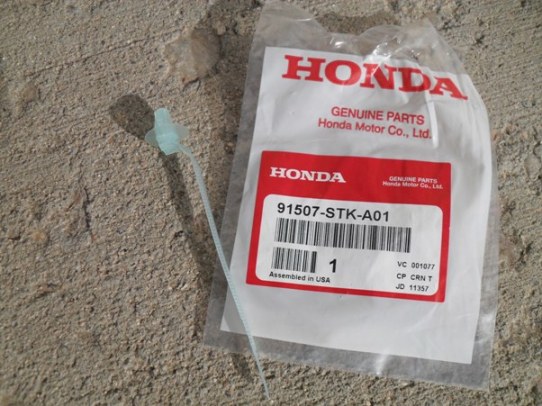 HONDA
GENUINE PARTS
Honda Motor Co., Ltd.
HONDA
GENUINE PARTS
Honda Motor Co., Ltd.
91507-STK-A01
1
Assembled in USA
VC 001077
CP CRN T
JD 11357